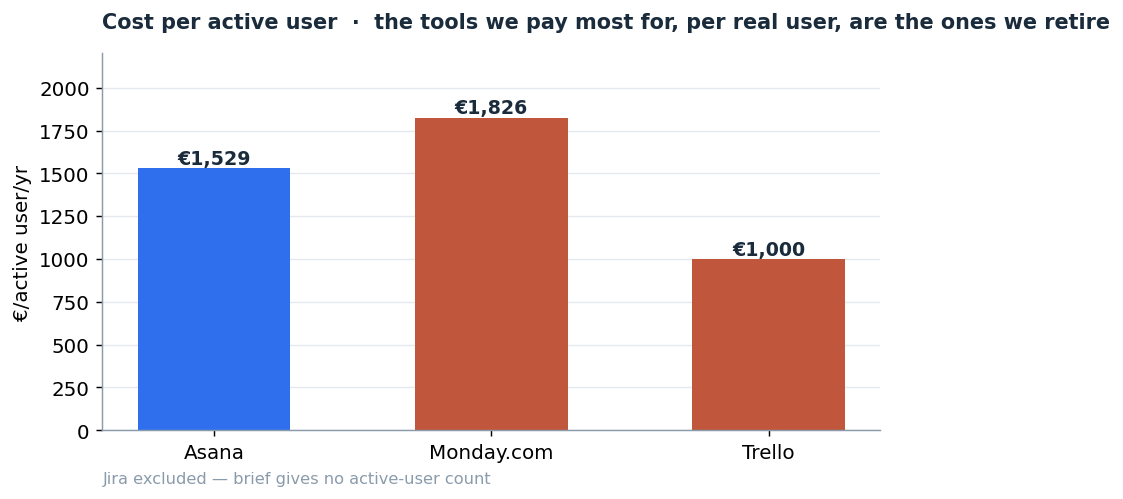 Cost per active user · the tools we pay most for, per real user, are the ones we retire
€/active user/yr
2000
1750
1500
1250
1000
750
500
250
0
€1,529
€1,826
€1,000
Asana
Monday.com
Trello
Jira excluded — brief gives no active-user count